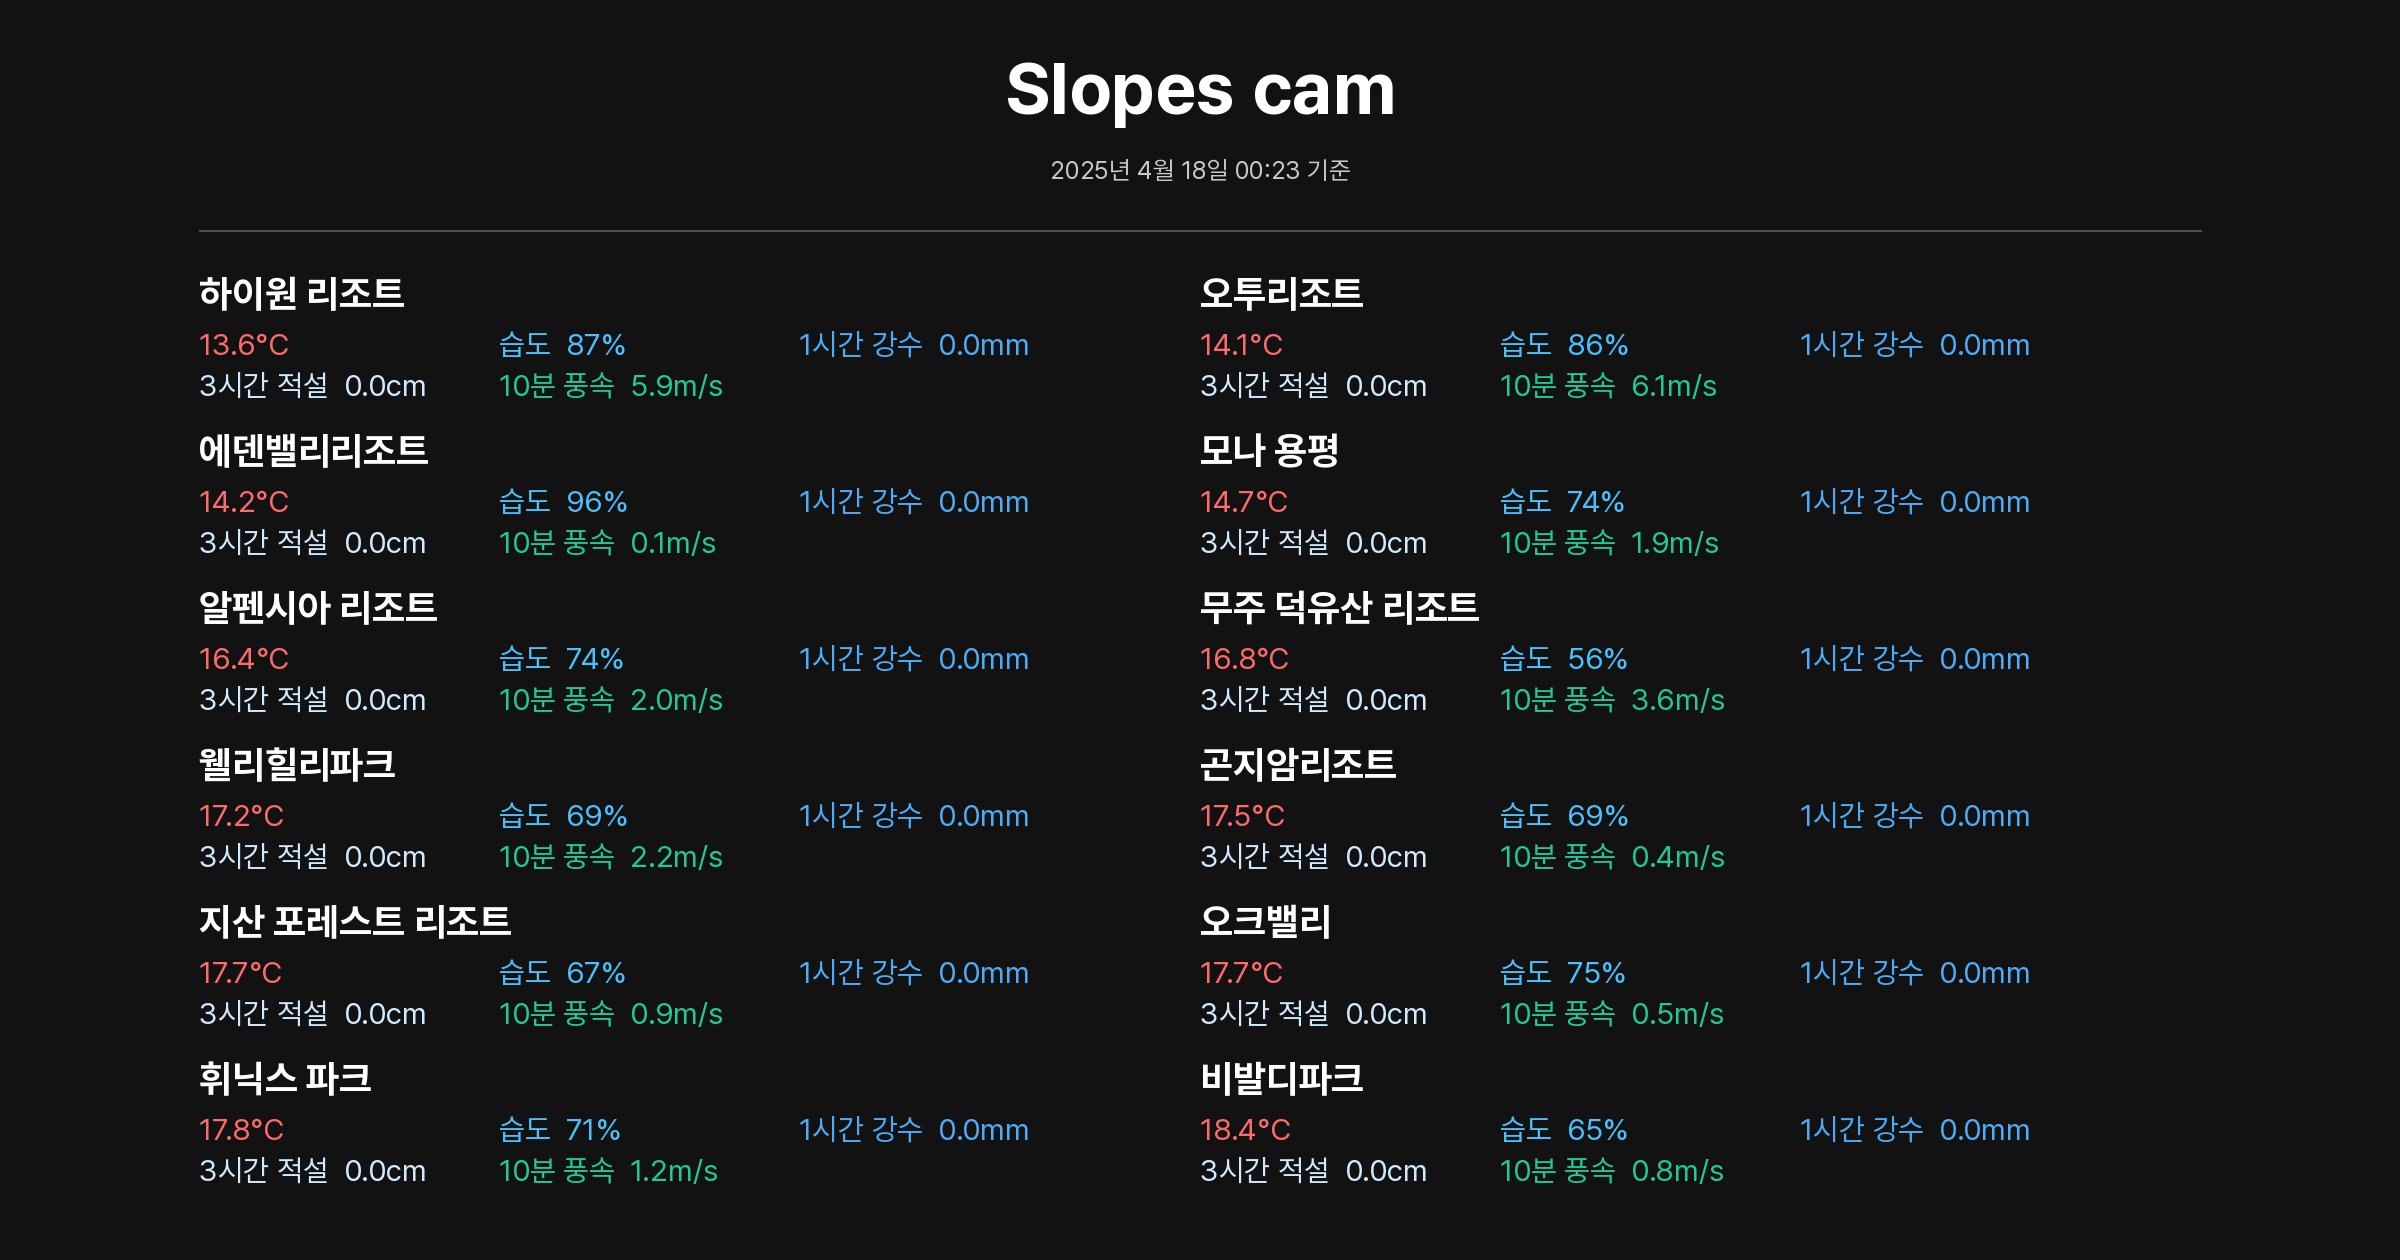 Slopes cam
2025년 4월 18일 00:23 기준
하이원 리조트
13.6°C 습도 87% 1시간 강수 0.0mm
3시간 적설 0.0cm 10분 풍속 5.9m/s
오투리조트
14.1°C 습도 86% 1시간 강수 0.0mm
3시간 적설 0.0cm 10분 풍속 6.1m/s
에덴밸리리조트
14.2°C 습도 96% 1시간 강수 0.0mm
3시간 적설 0.0cm 10분 풍속 0.1m/s
모나 용평
14.7°C 습도 74% 1시간 강수 0.0mm
3시간 적설 0.0cm 10분 풍속 1.9m/s
알펜시아 리조트
16.4°C 습도 74% 1시간 강수 0.0mm
3시간 적설 0.0cm 10분 풍속 2.0m/s
무주 덕유산 리조트
16.8°C 습도 56% 1시간 강수 0.0mm
3시간 적설 0.0cm 10분 풍속 3.6m/s
웰리힐리파크
17.2°C 습도 69% 1시간 강수 0.0mm
3시간 적설 0.0cm 10분 풍속 2.2m/s
곤지암리조트
17.5°C 습도 69% 1시간 강수 0.0mm
3시간 적설 0.0cm 10분 풍속 0.4m/s
지산 포레스트 리조트
17.7°C 습도 67% 1시간 강수 0.0mm
3시간 적설 0.0cm 10분 풍속 0.9m/s
오크밸리
17.7°C 습도 75% 1시간 강수 0.0mm
3시간 적설 0.0cm 10분 풍속 0.5m/s
휘닉스 파크
17.8°C 습도 71% 1시간 강수 0.0mm
3시간 적설 0.0cm 10분 풍속 1.2m/s
비발디파크
18.4°C 습도 65% 1시간 강수 0.0mm
3시간 적설 0.0cm 10분 풍속 0.8m/s